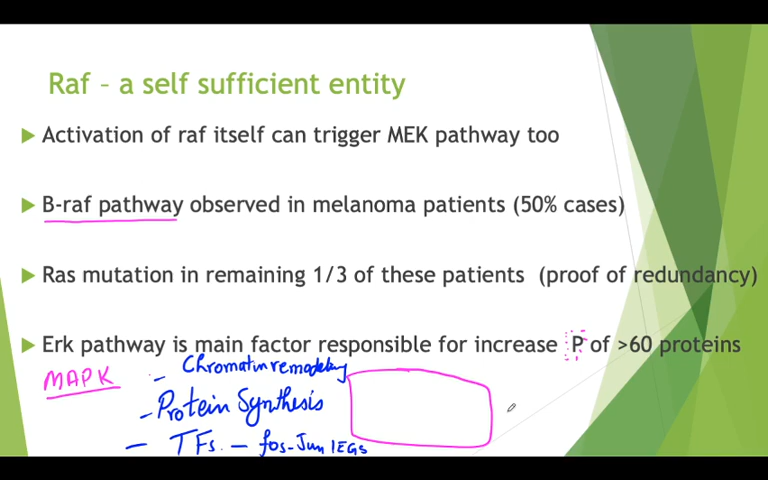 Raf – a self sufficient entity
Activation of raf itself can trigger MEK pathway too
B-raf pathway observed in melanoma patients (50% cases)
Ras mutation in remaining 1/3 of these patients (proof of redundancy)
Erk pathway is main factor responsible for increase P of >60 proteins
MAPK
- Chromatin remodeling
- Protein Synthesis
- TFs. - fos-Jun IEGs